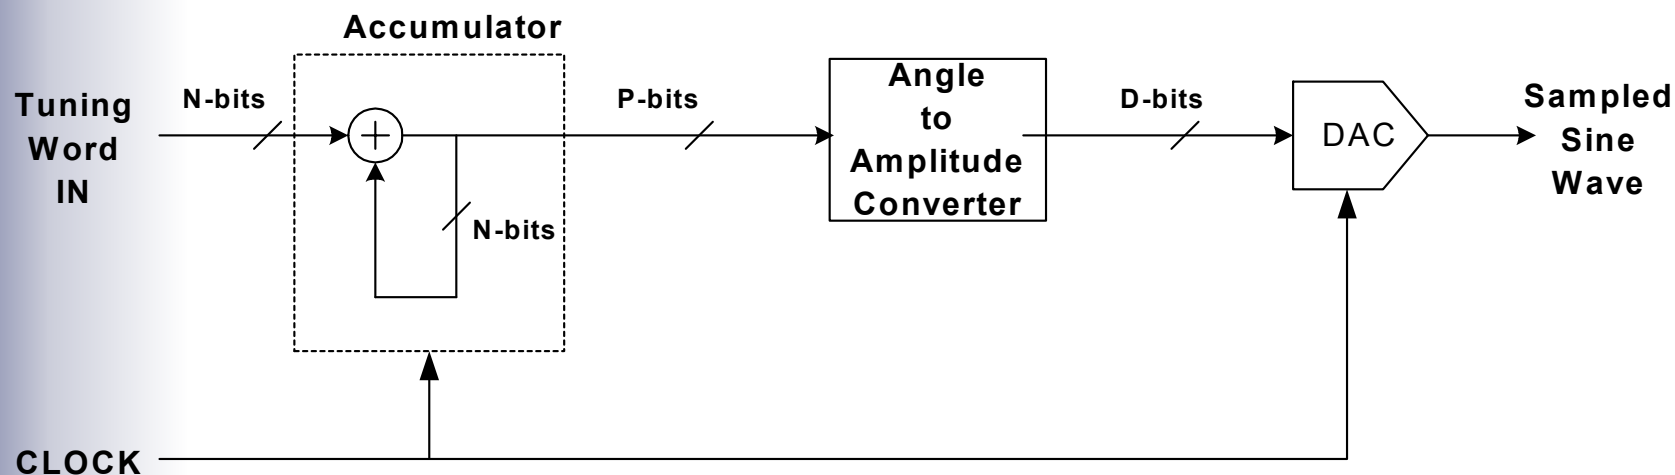 Accumulator
Tuning
Word
IN
N-bits
N-bits
P-bits
Angle
to
Amplitude
Converter
D-bits
DAC
Sampled
Sine
Wave
CLOCK